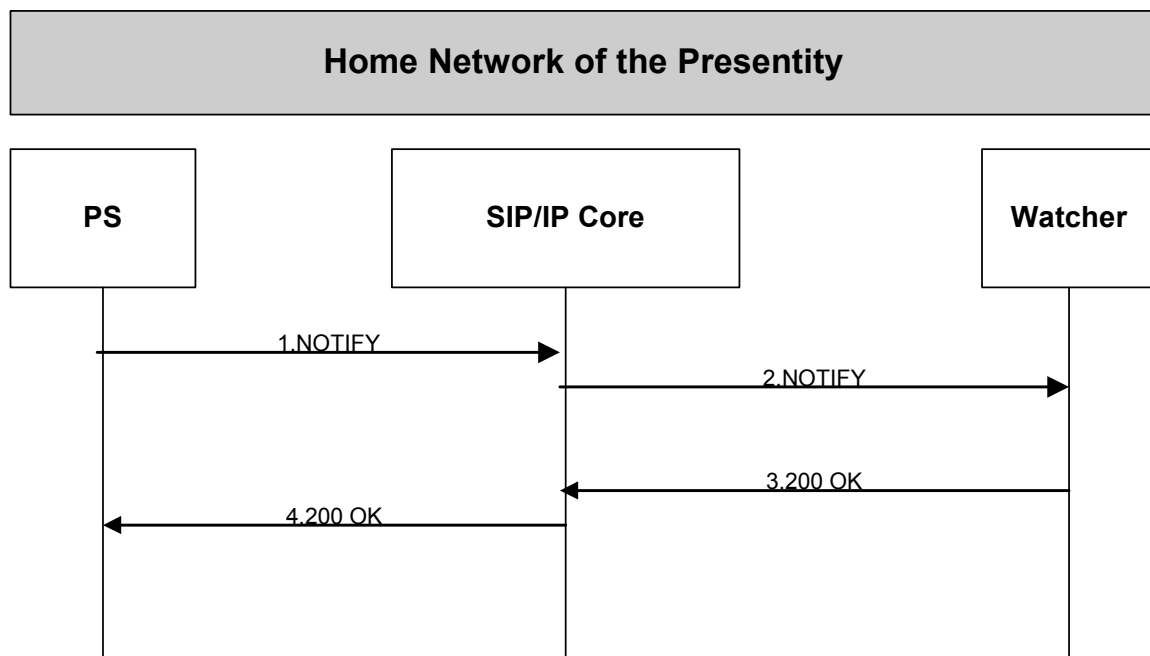 Home Network of the Presentity
PS
SIP/IP Core
Watcher
1.NOTIFY
2.NOTIFY
3.200 OK
4.200 OK